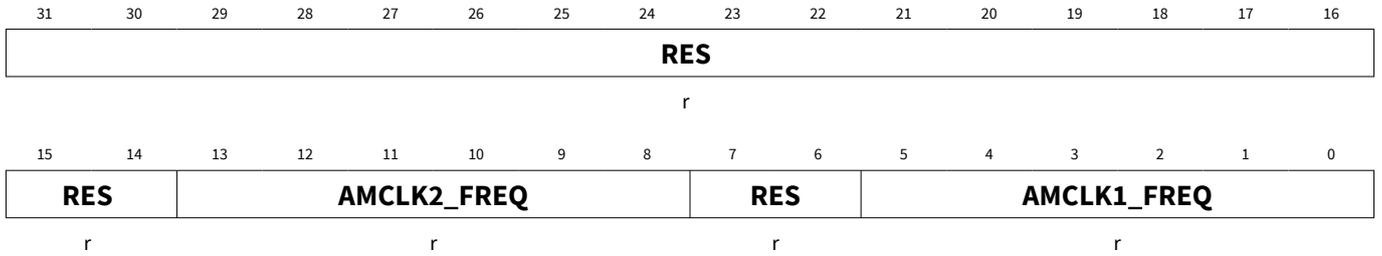 31 30 29 28 27 26 25 24 23 22 21 20 19 18 17 16
RES
r
15 14 13 12 11 10 9 8 7 6 5 4 3 2 1 0
RES AMCLK2_FREQ RES AMCLK1_FREQ
r r r r